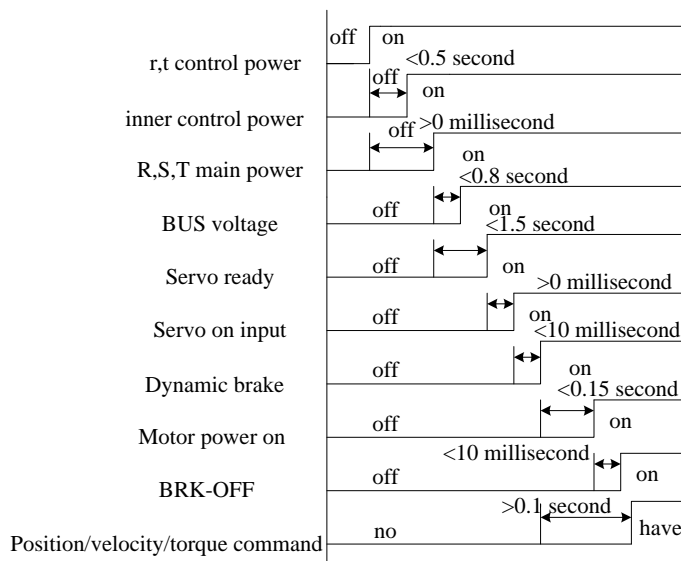 off on
r,t control power
<0.5 second
off
on
inner control power
off >0 millisecond
R,S,T main power
on
<0.8 second
BUS voltage
off
on
<1.5 second
Servo ready
off
on
>0 millisecond
Servo on input
off
on
<10 millisecond
Dynamic brake
off
on
<0.15 second
Motor power on
off
on
<10 millisecond
BRK-OFF
off
on
>0.1 second
Position/velocity/torque command
no
have